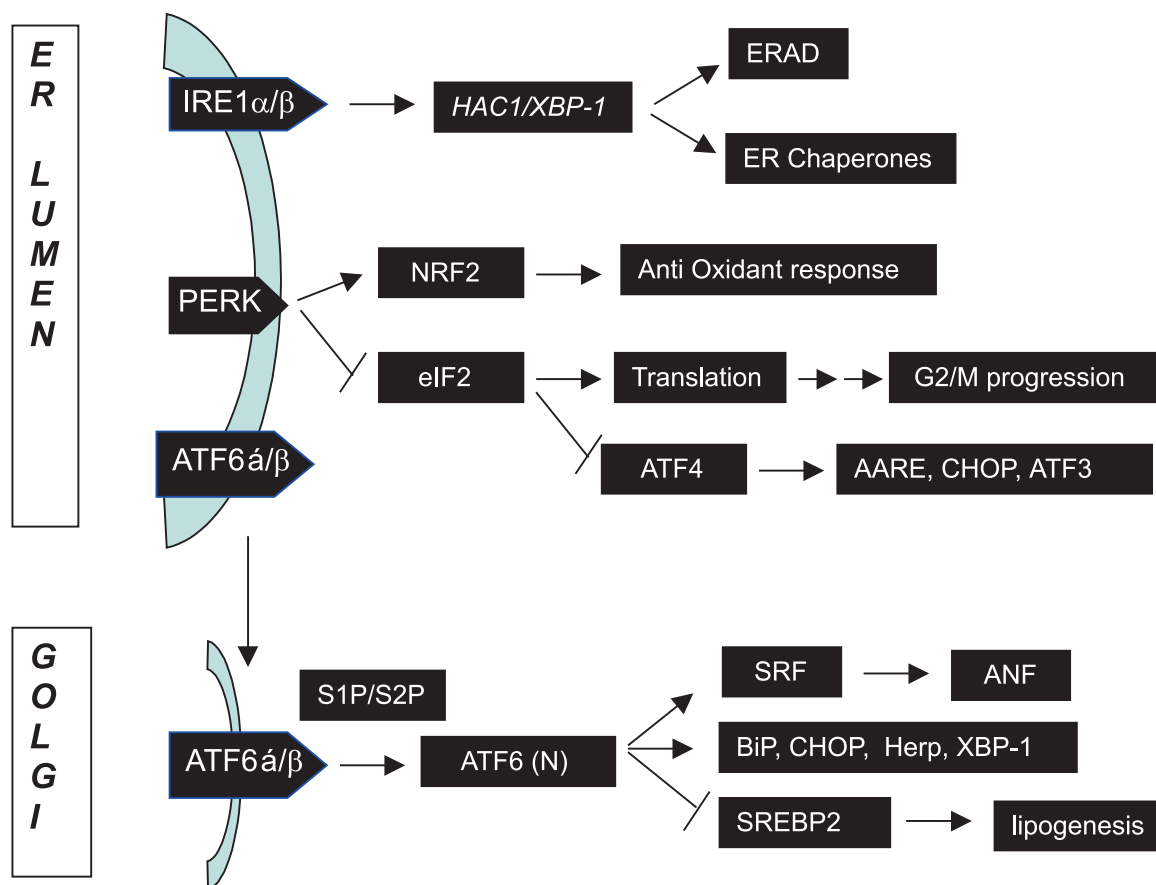 ER LUMEN
IRE1α/β
HAC1/XBP-1
ERAD
ER Chaperones
PERK
NRF2
Anti Oxidant response
eIF2
Translation
G2/M progression
ATF6á/β
ATF4
AARE, CHOP, ATF3
GOLGI
S1P/S2P
SRF
ANF
ATF6á/β
ATF6 (N)
BiP, CHOP, Herp, XBP-1
SREBP2
lipogenesis